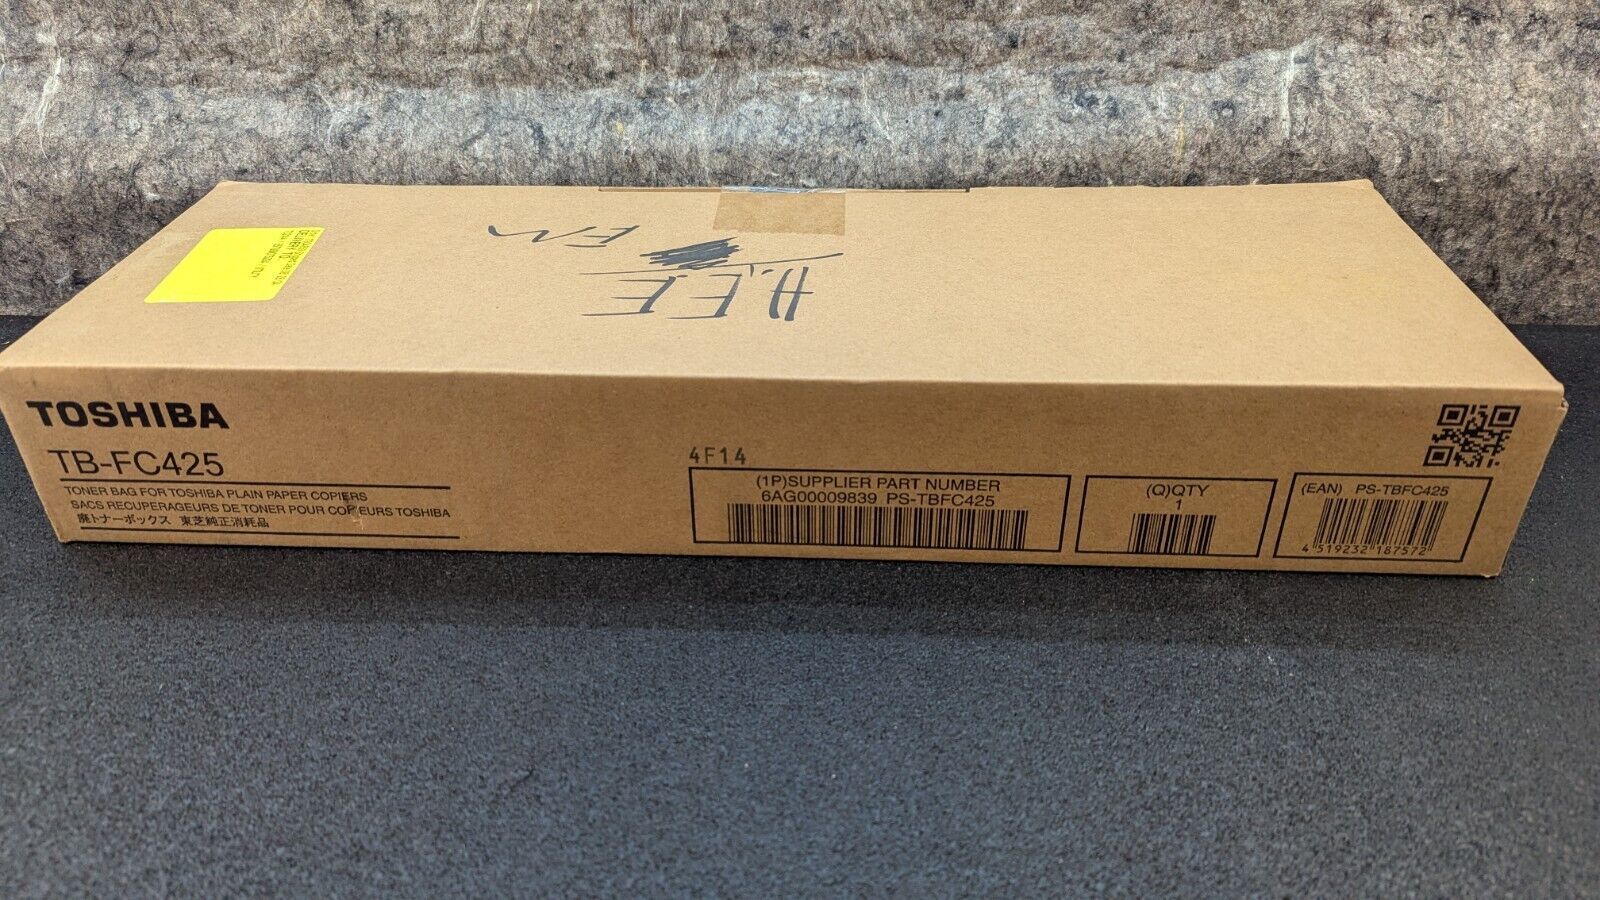 TOSHIBA
TB-FC425
TONER BAG FOR TOSHIBA PLAIN PAPER COPIERS
SACS RECUPERAGEURS DE TONER POUR COPIEURS TOSHIBA
廃トナーボックス 東芝純正消耗品
4F14
(1P)SUPPLIER PART NUMBER
6AG00009839 PS-TBFC425
(Q)QTY
1
(EAN) PS-TBFC425
4 519232 187572
H.E.E
F/M
DELIVERY TO